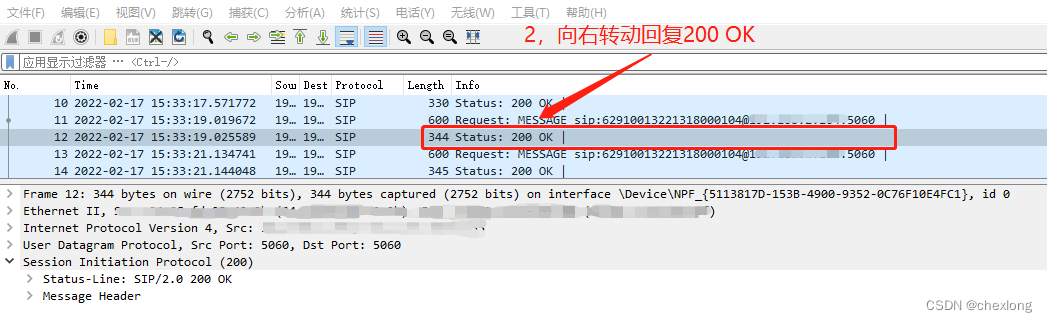 文件(F) 编辑(E) 视图(V) 跳转(G) 捕获(C) 分析(A) 统计(S) 电话(Y) 无线(W) 工具(T) 帮助(H)
2，向右转动回复200 OK
应用显示过滤器 … <Ctrl-/>
No. Time Sour Dest Protocol Length Info
10 2022-02-17 15:33:17.571772 19… 19… SIP 330 Status: 200 OK |
11 2022-02-17 15:33:19.019672 19… 19… SIP 600 Request: MESSAGE sip:62910013221318000104@ .5060 |
12 2022-02-17 15:33:19.025589 19… 19… SIP 344 Status: 200 OK |
13 2022-02-17 15:33:21.134741 19… 19… SIP 600 Request: MESSAGE sip:62910013221318000104@ .5060 |
14 2022-02-17 15:33:21.144048 19… 19… SIP 345 Status: 200 OK |
Frame 12: 344 bytes on wire (2752 bits), 344 bytes captured (2752 bits) on interface \Device\NPF_{5113817D-153B-4900-9352-0C76F10E4FC1}, id 0
Ethernet II,
Internet Protocol Version 4, Src:
User Datagram Protocol, Src Port: 5060, Dst Port: 5060
Session Initiation Protocol (200)
Status-Line: SIP/2.0 200 OK
Message Header
CSDN @chexlong